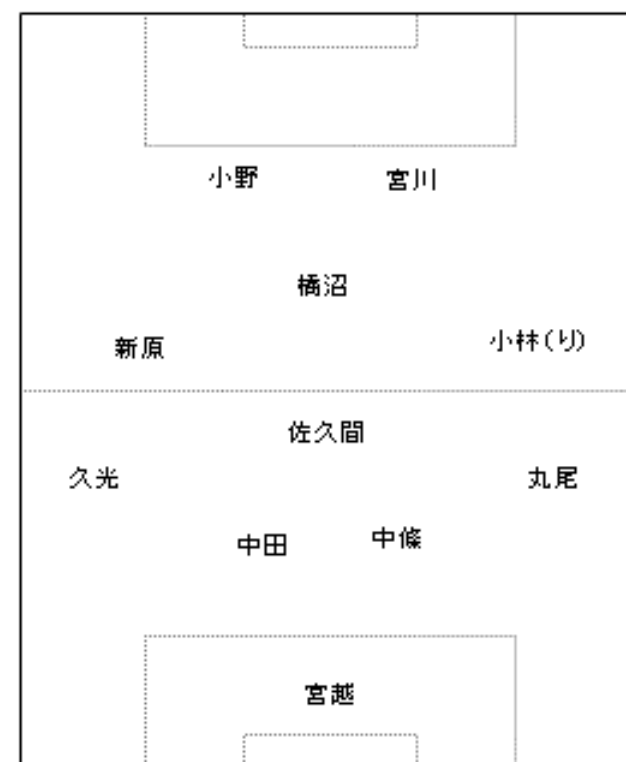 小野 宮川
橋沼
新原 小林(り)
佐久間
久光 丸尾
中田 中條
宮越